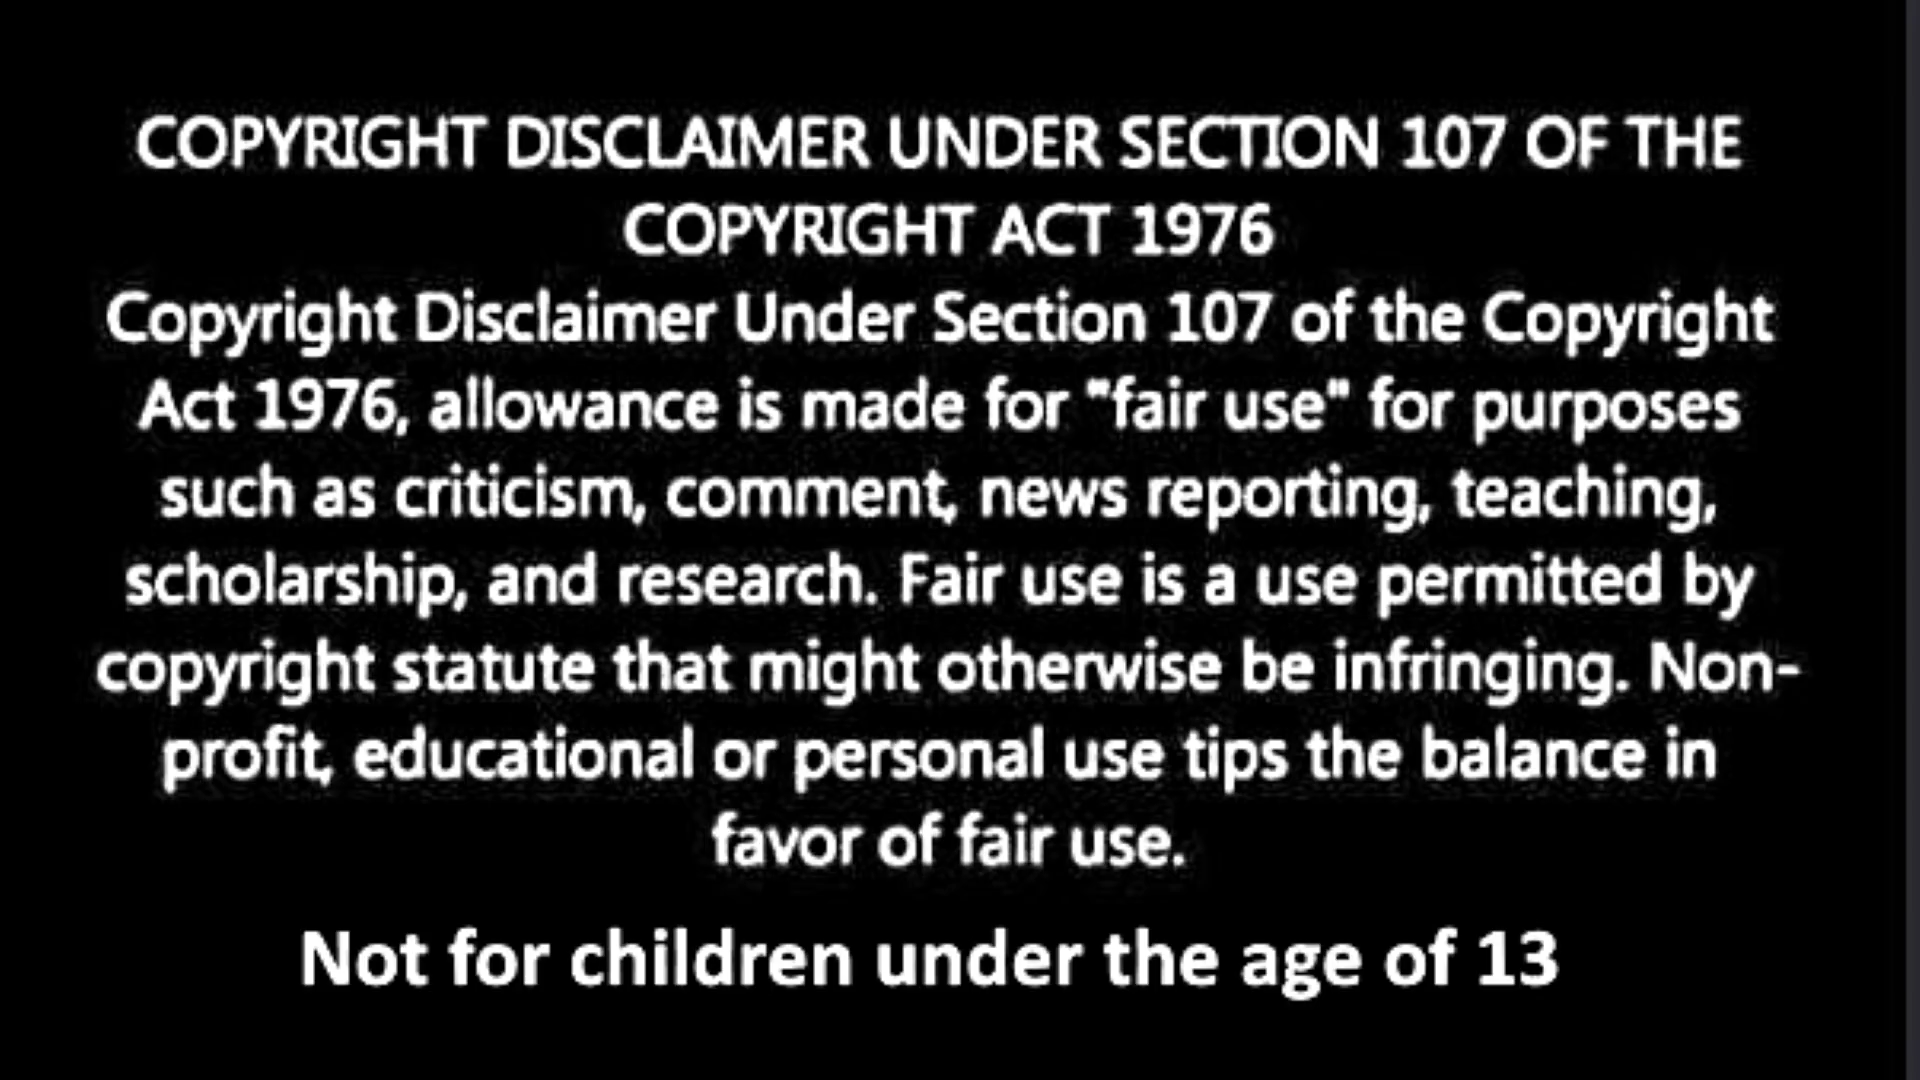 COPYRIGHT DISCLAIMER UNDER SECTION 107 OF THE
COPYRIGHT ACT 1976
Copyright Disclaimer Under Section 107 of the Copyright
Act 1976, allowance is made for "fair use" for purposes
such as criticism, comment, news reporting, teaching,
scholarship, and research. Fair use is a use permitted by
copyright statute that might otherwise be infringing. Non-
profit, educational or personal use tips the balance in
favor of fair use.
Not for children under the age of 13